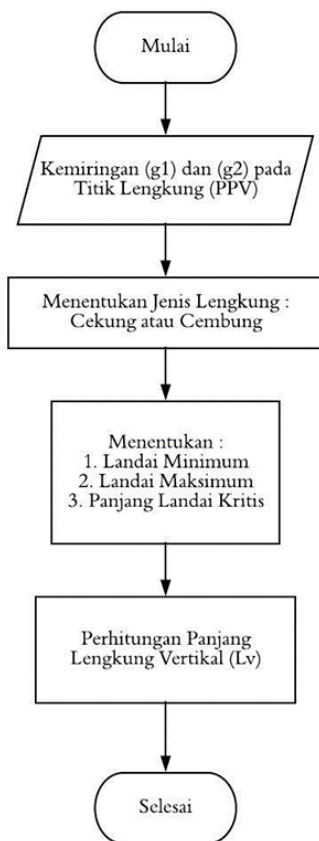 Mulai
Kemiringan (g1) dan (g2) pada
Titik Lengkung (PPV)
Menentukan Jenis Lengkung :
Cekung atau Cembung
Menentukan :
1. Landai Minimum
2. Landai Maksimum
3. Panjang Landai Kritis
Perhitungan Panjang
Lengkung Vertikal (Lv)
Selesai